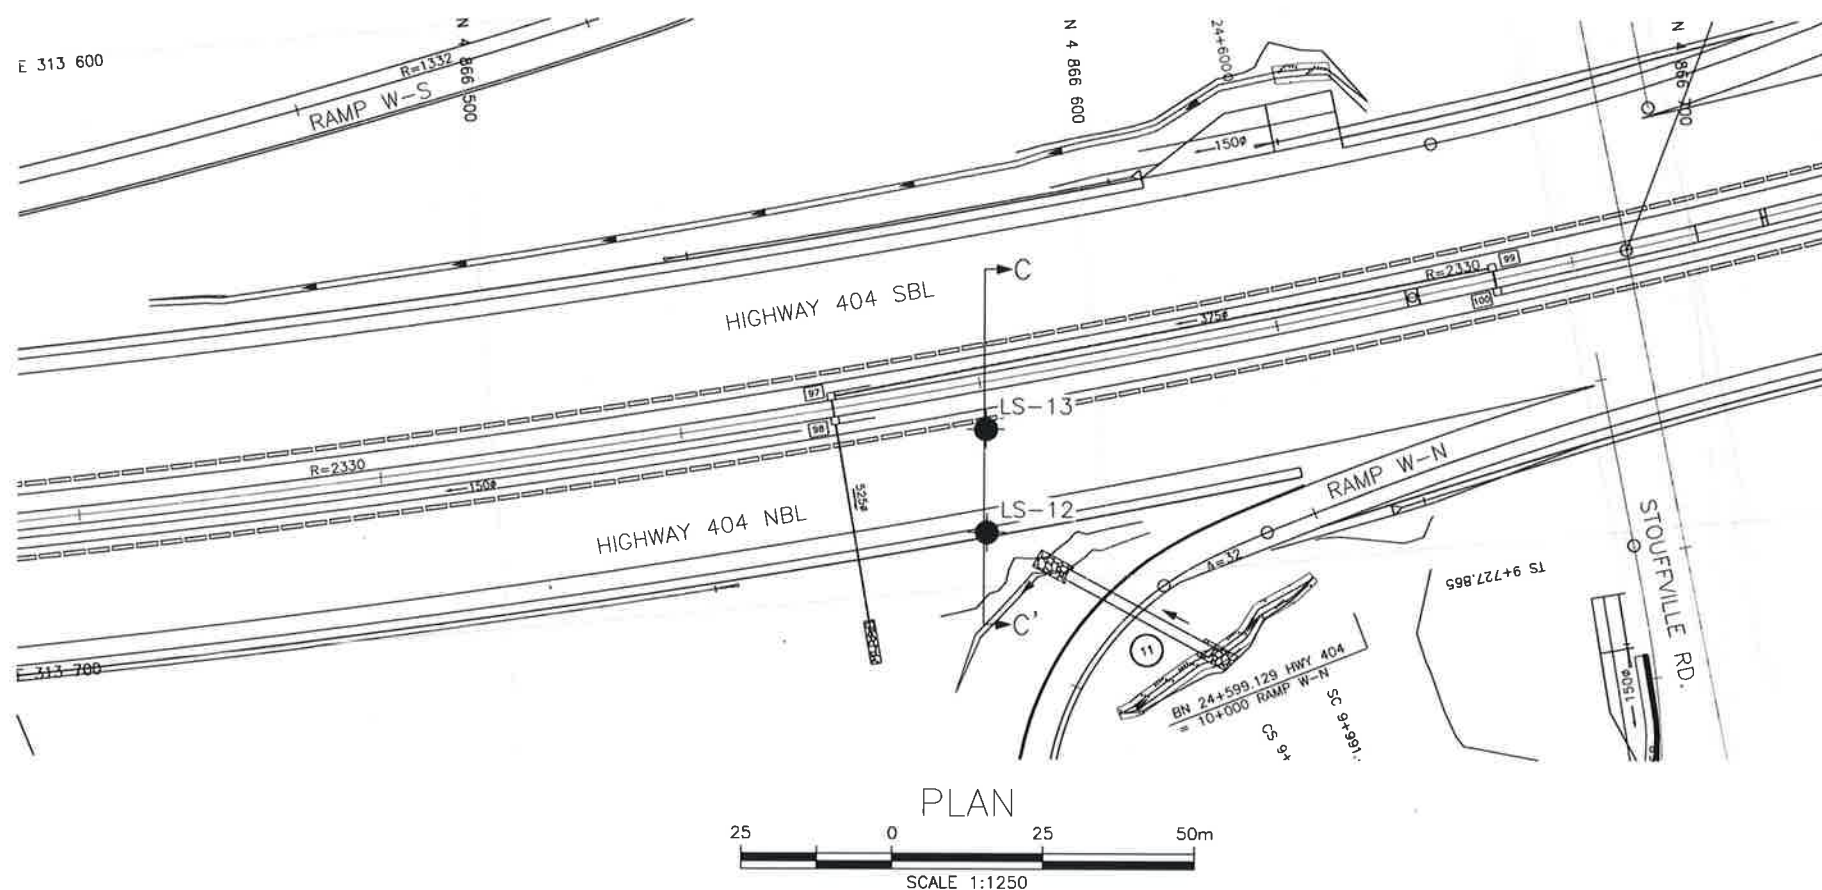 E 313 600
R=1332
RAMP W-S
N 4 866 500
N 4 866 600
24+600
N 4 866 700
150ø
C
HIGHWAY 404 SBL
R=2330
99
100
375ø
97
98
LS-13
R=2330
150ø
525ø
HIGHWAY 404 NBL
LS-12
RAMP W-N
Δ=32
STOUFFVILLE RD.
TS 9+727.865
C'
11
E 313 700
BN 24+599.129 HWY 404
= 10+000 RAMP W-N
SC 9+991.
CS 9+
150ø
PLAN
25 0 25 50m
SCALE 1:1250